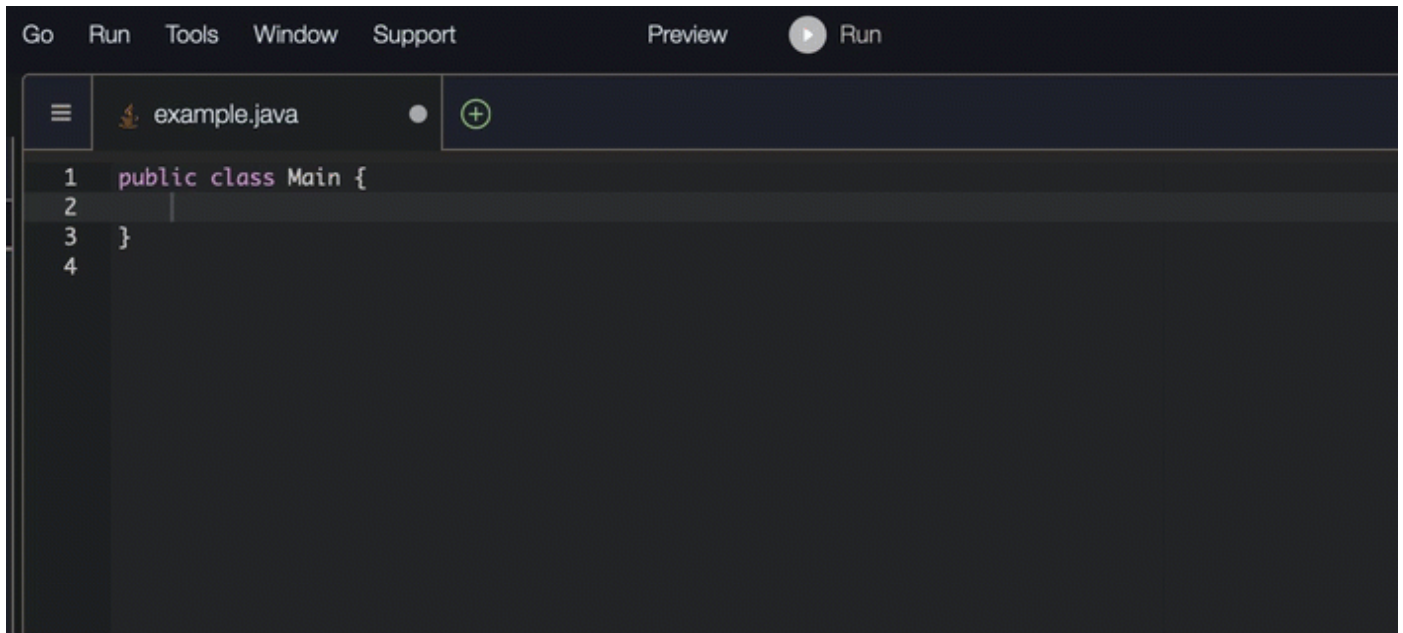 Go Run Tools Window Support Preview Run
example.java
1 public class Main {
2
3 }
4